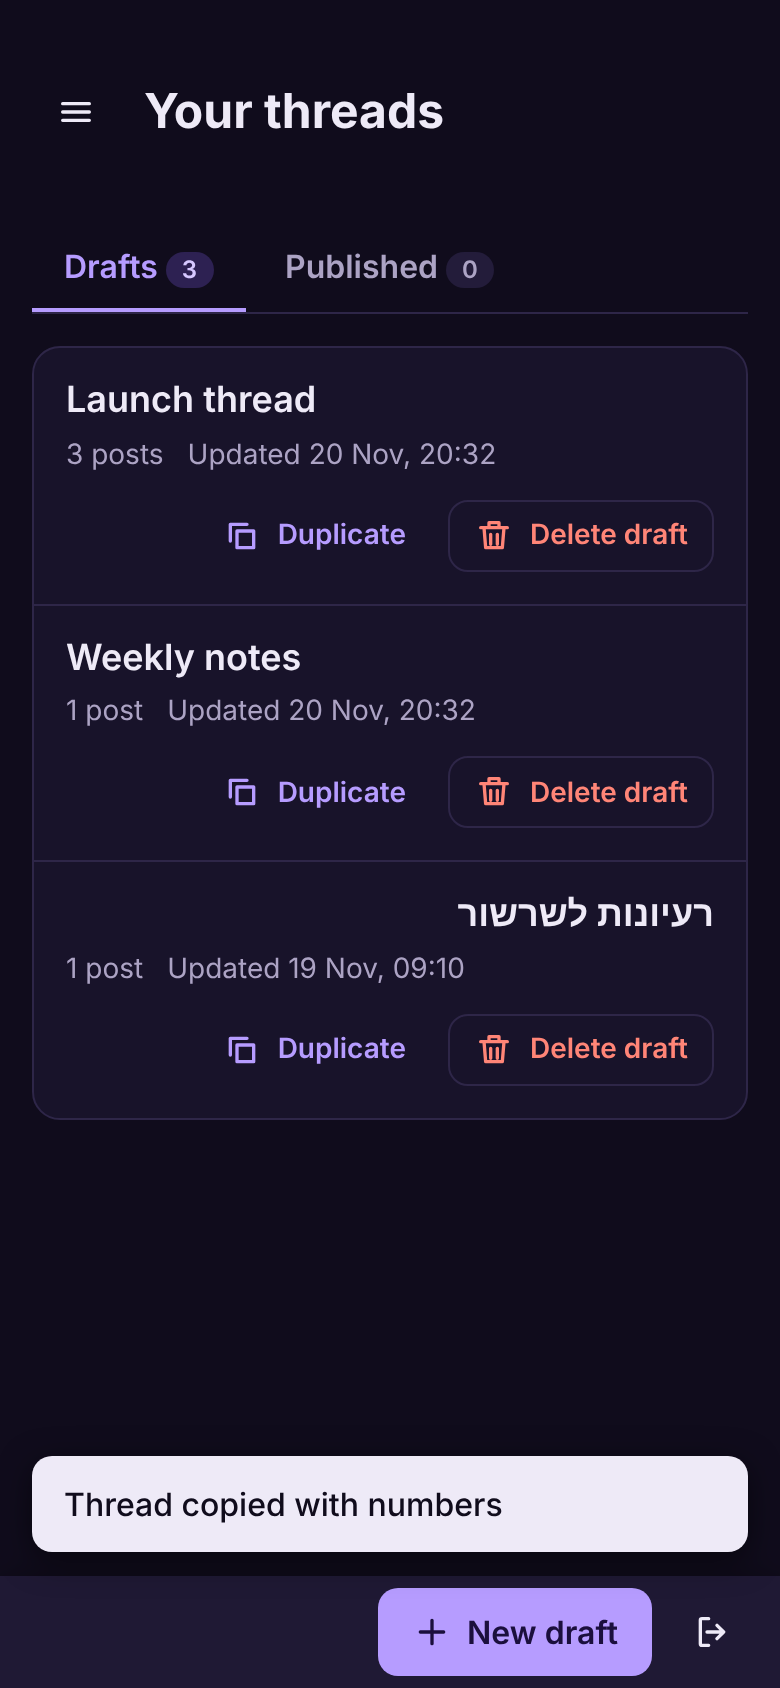 Your threads
Drafts 3 Published 0
Launch thread
3 posts Updated 20 Nov, 20:32
Duplicate Delete draft
Weekly notes
1 post Updated 20 Nov, 20:32
Duplicate Delete draft
רעיונות לשרשור
1 post Updated 19 Nov, 09:10
Duplicate Delete draft
Thread copied with numbers
New draft